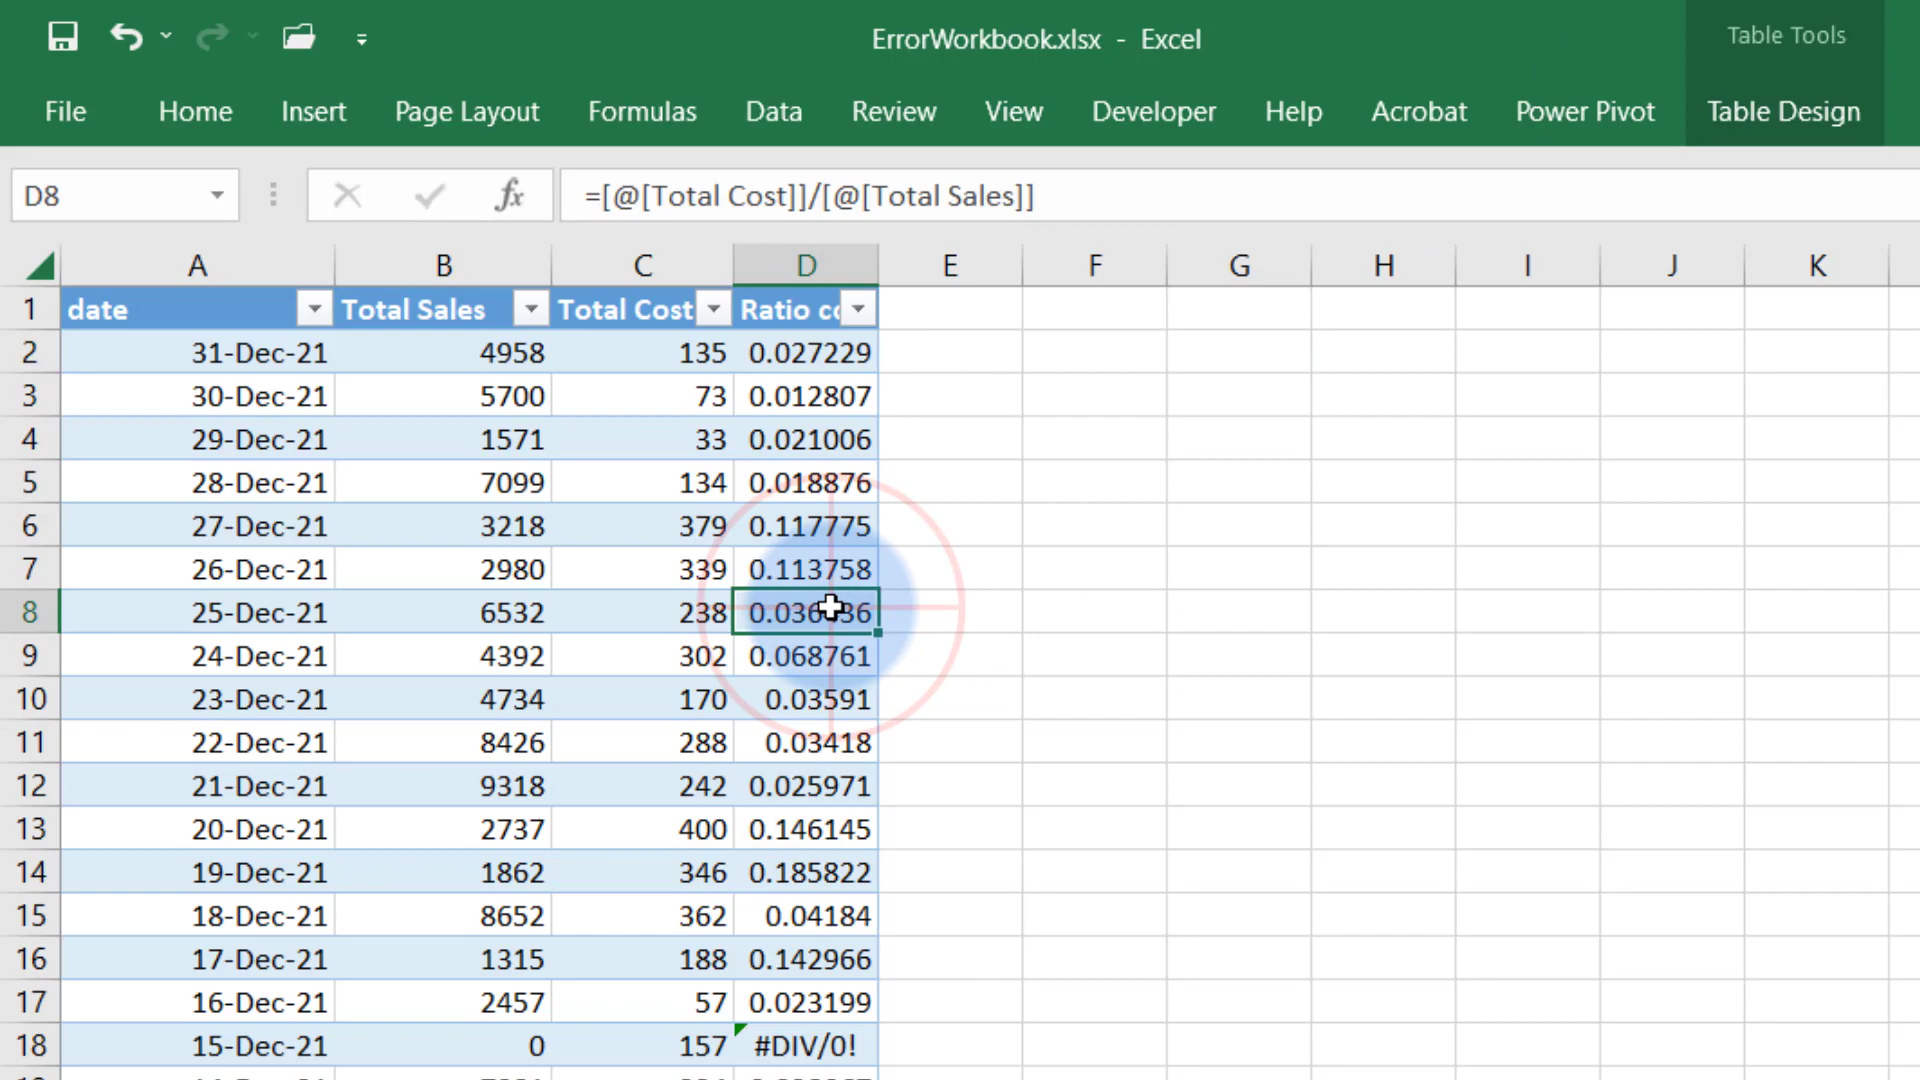 ErrorWorkbook.xlsx - Excel
Table Tools
File Home Insert Page Layout Formulas Data Review View Developer Help Acrobat Power Pivot Table Design
D8 fx =[@[Total Cost]]/[@[Total Sales]]
A B C D E F G H I J K
1 date Total Sales Total Cost Ratio
2 31-Dec-21 4958 135 0.027229
3 30-Dec-21 5700 73 0.012807
4 29-Dec-21 1571 33 0.021006
5 28-Dec-21 7099 134 0.018876
6 27-Dec-21 3218 379 0.117775
7 26-Dec-21 2980 339 0.113758
8 25-Dec-21 6532 238
9 24-Dec-21 4392 302 0.068761
10 23-Dec-21 4734 170 0.03591
11 22-Dec-21 8426 288 0.03418
12 21-Dec-21 9318 242 0.025971
13 20-Dec-21 2737 400 0.146145
14 19-Dec-21 1862 346 0.185822
15 18-Dec-21 8652 362 0.04184
16 17-Dec-21 1315 188 0.142966
17 16-Dec-21 2457 57 0.023199
18 15-Dec-21 0 157 #DIV/0!